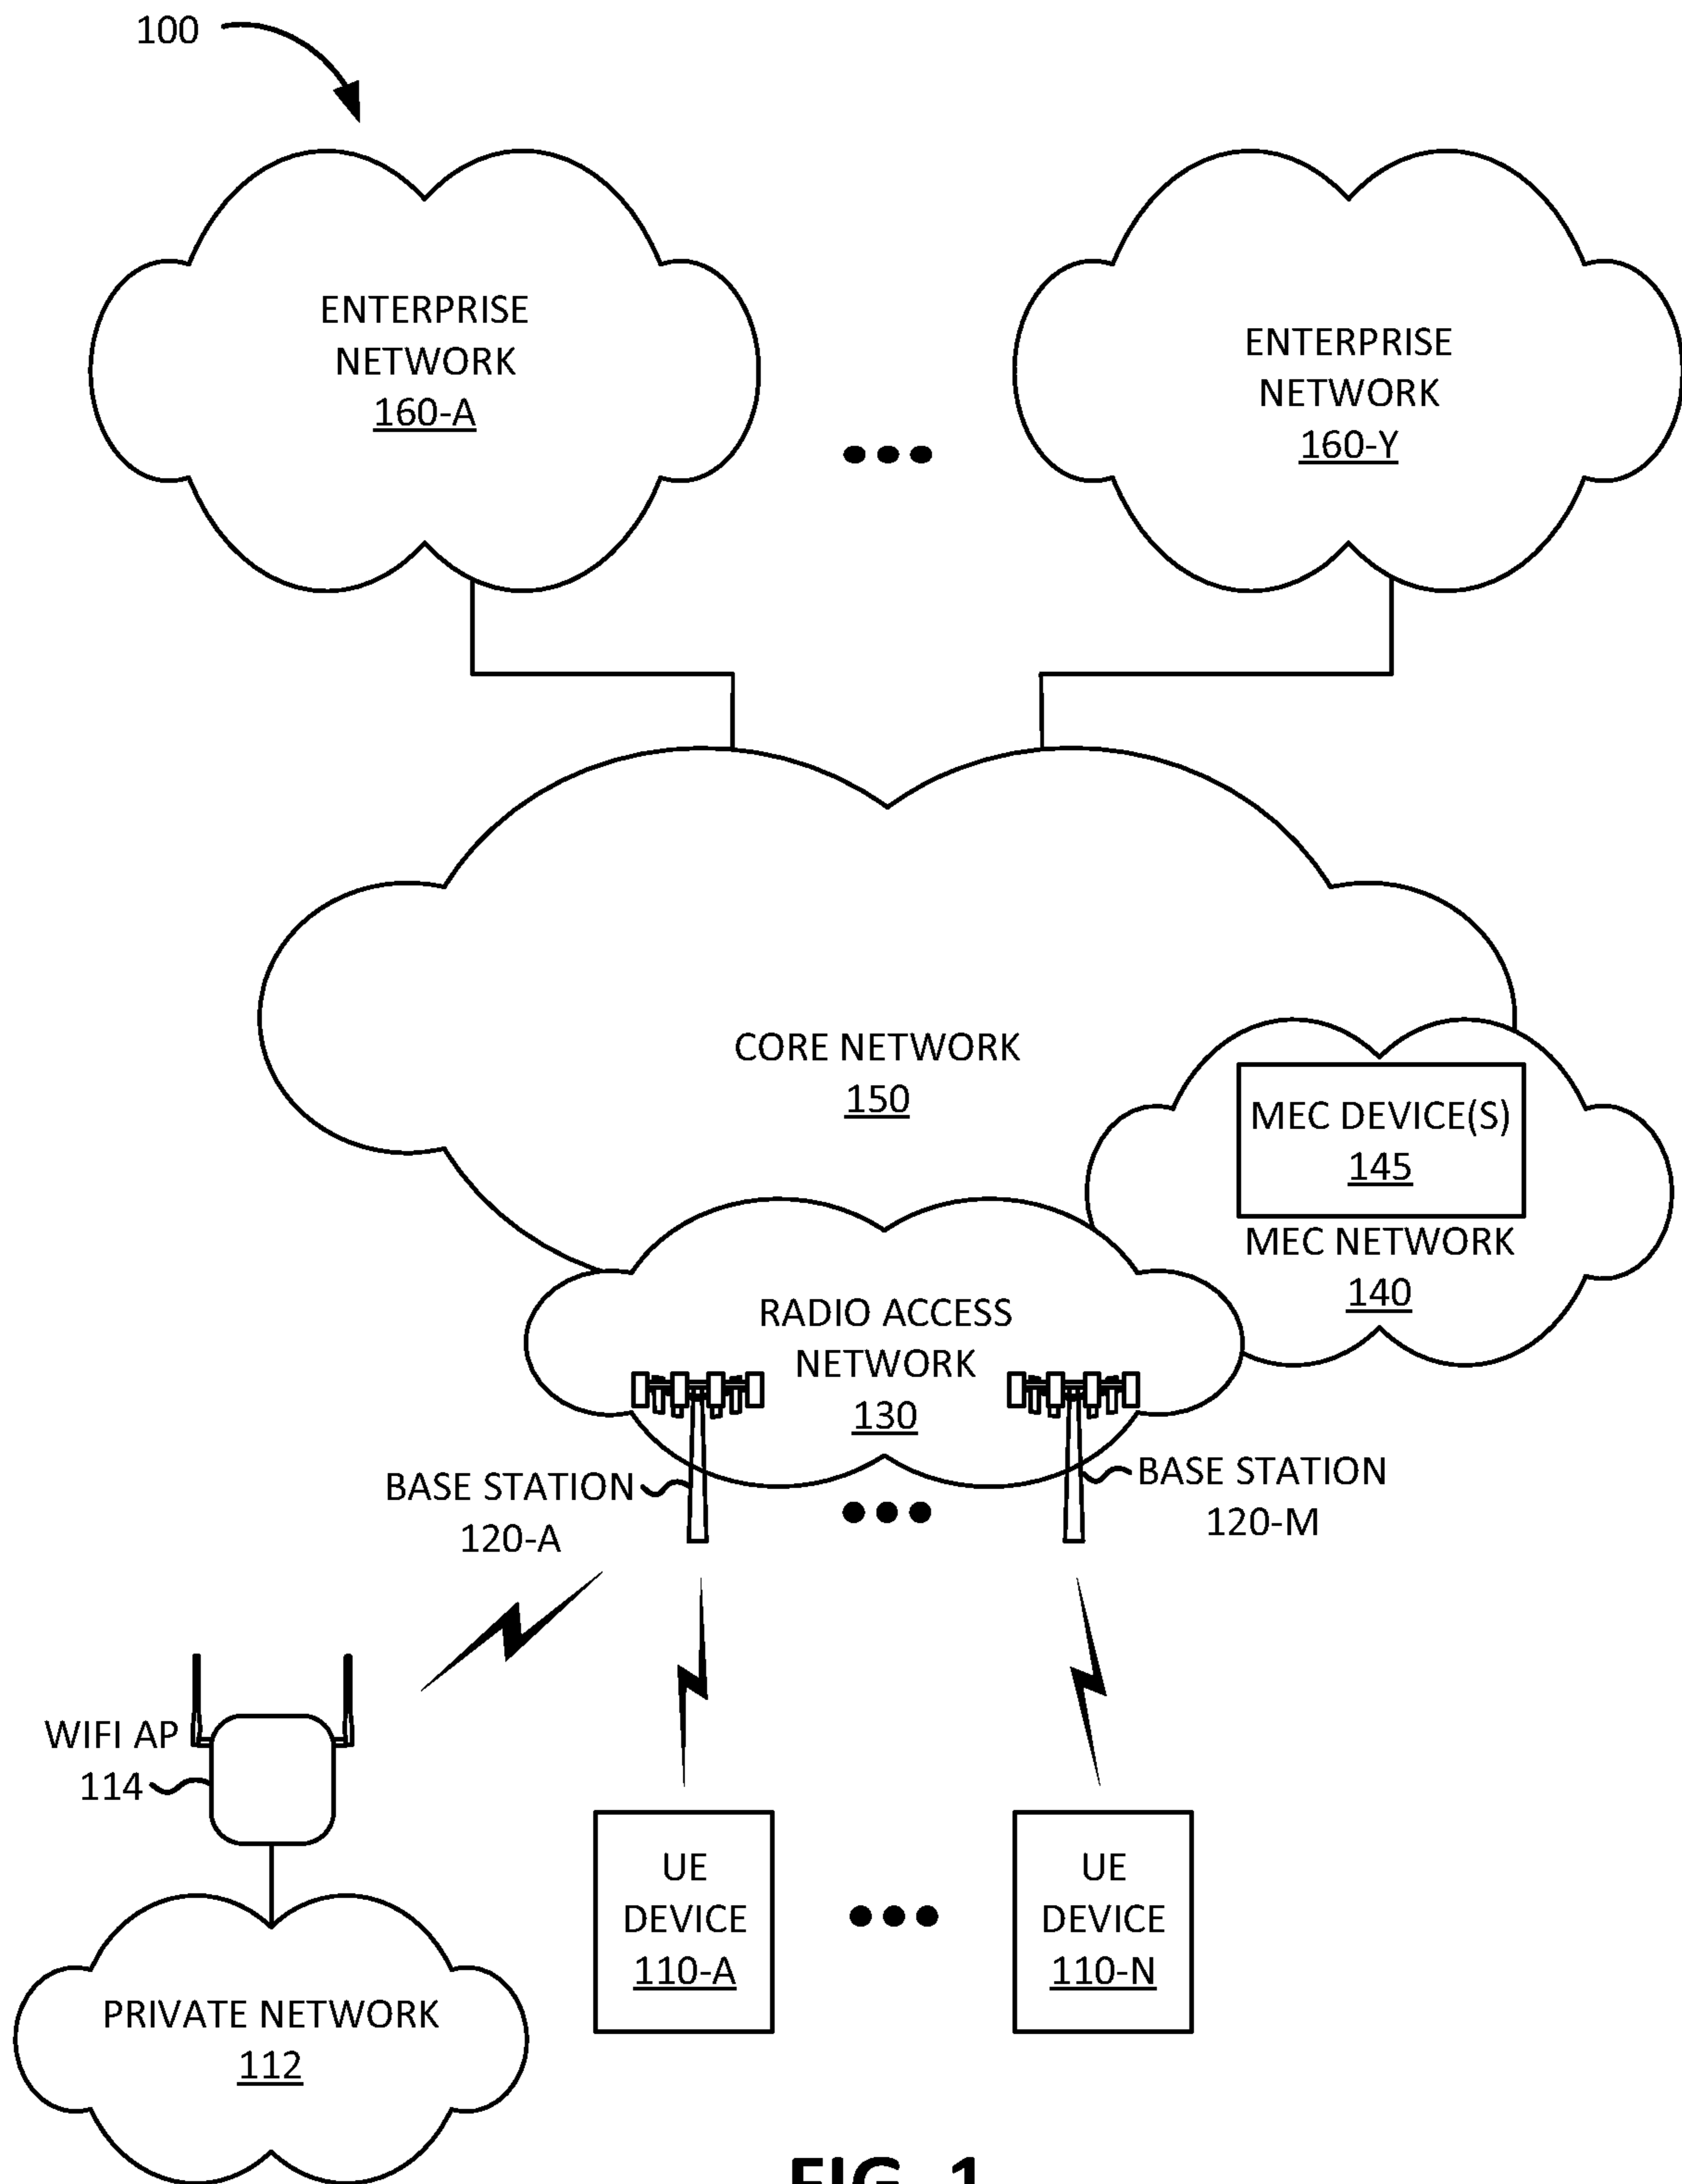 100
ENTERPRISE
NETWORK
160-A
ENTERPRISE
NETWORK
160-Y
CORE NETWORK
150
MEC DEVICE(S)
145
MEC NETWORK
140
RADIO ACCESS
NETWORK
130
BASE STATION
120-A
BASE STATION
120-M
WIFI AP
114
UE
DEVICE
110-A
UE
DEVICE
110-N
PRIVATE NETWORK
112
FIG. 1